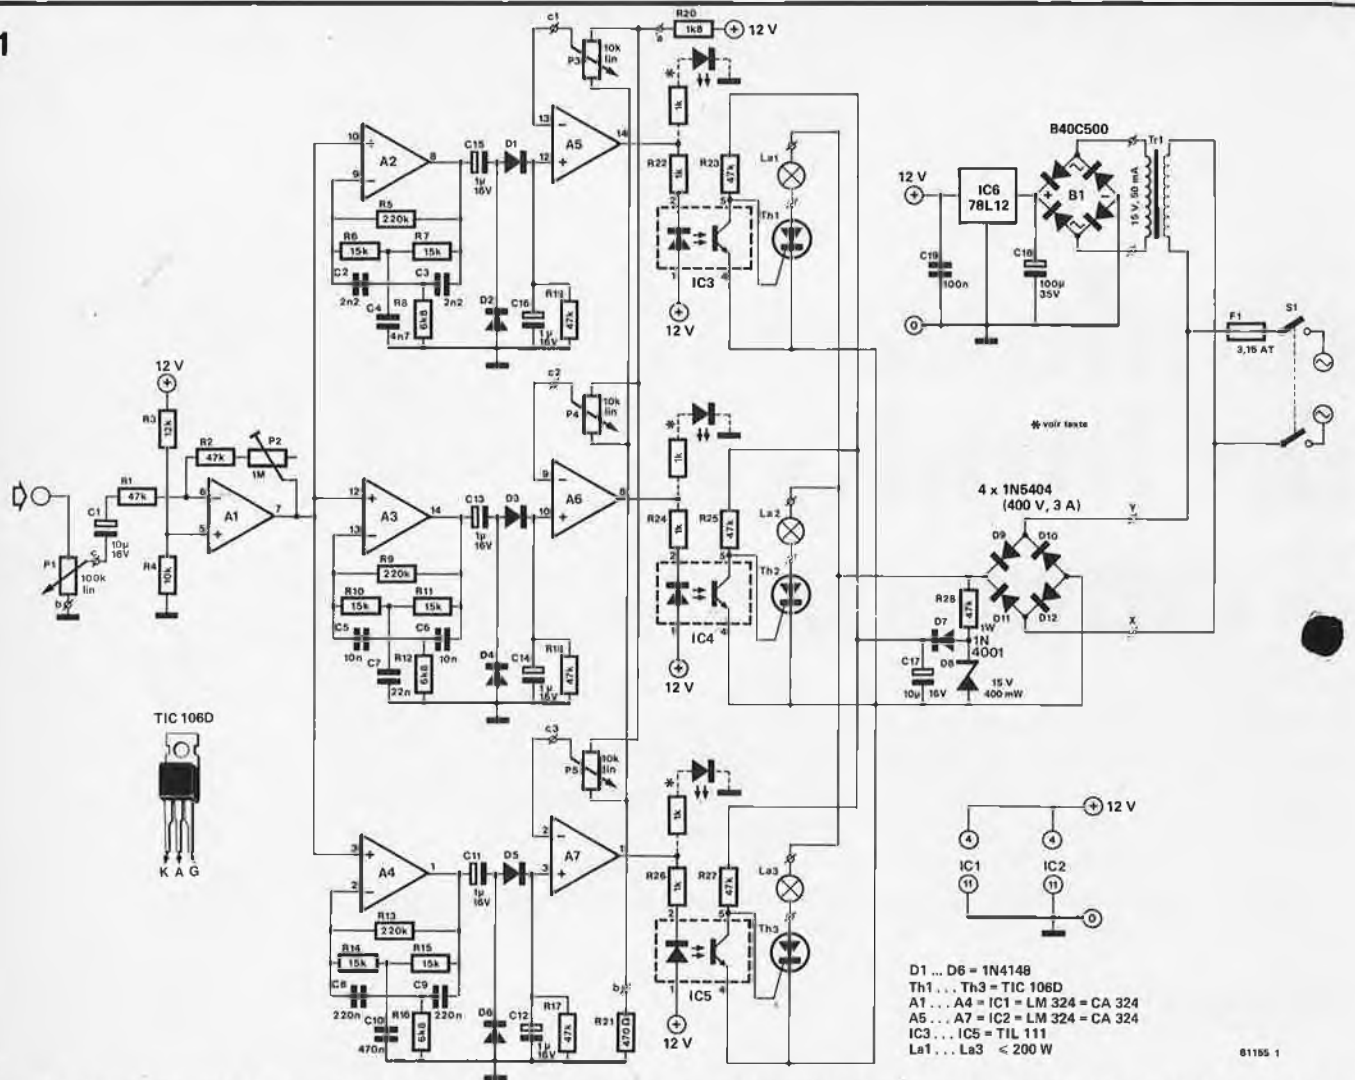 1
c1
R20
1k8
12 V
a
P3
10k
lin
*
1k
13
A5
14
12
10
A2
8
9
C15
1µ
16V
D1
R5
220k
R6
15k
R7
15k
C2
2n2
C3
2n2
C4
4n7
R8
6k8
D2
C16
1µ
16V
47k
R22
1k
R23
47k
2
5
1
4
IC3
12 V
La1
Th1
B40C500
Tr1
12 V
IC6
78L12
B1
15 V, 50 mA
C19
100n
C18
100µ
35V
0
F1
3,15 AT
S1
* voir texte
12 V
R3
12k
R2
47k
P2
1M
R1
47k
C1
10µ
16V
6
A1
7
5
P1
100k
lin
c
b
R4
10k
c2
P4
10k
lin
*
1k
9
A6
8
10
12
A3
14
13
C13
1µ
16V
D3
R9
220k
R10
15k
R11
15k
C5
10n
C6
10n
C7
22n
R12
6k8
D4
C14
1µ
16V
47k
R24
1k
R25
47k
2
5
1
4
IC4
12 V
La2
Th2
4 x 1N5404
(400 V, 3 A)
Y
D9
D10
D11
D12
X
R28
47k
1W
D7
1N
4001
C17
10µ
16V
D8
15 V
400 mW
TIC 106D
K A G
c3
P5
10k
lin
*
1k
2
A7
1
3
3
A4
1
2
C11
1µ
16V
D5
R13
220k
R14
15k
R15
15k
C8
220n
C9
220n
C10
470n
R16
6k8
D6
C12
1µ
16V
R17
47k
b
R21
470 Ω
R26
1k
R27
47k
2
5
1
4
IC5
12 V
La3
Th3
12 V
4
4
IC1
IC2
11
11
0
D1 ... D6 = 1N4148
Th1 ... Th3 = TIC 106D
A1 ... A4 = IC1 = LM 324 = CA 324
A5 ... A7 = IC2 = LM 324 = CA 324
IC3 ... IC5 = TIL 111
La1 ... La3 < 200 W
81155 1